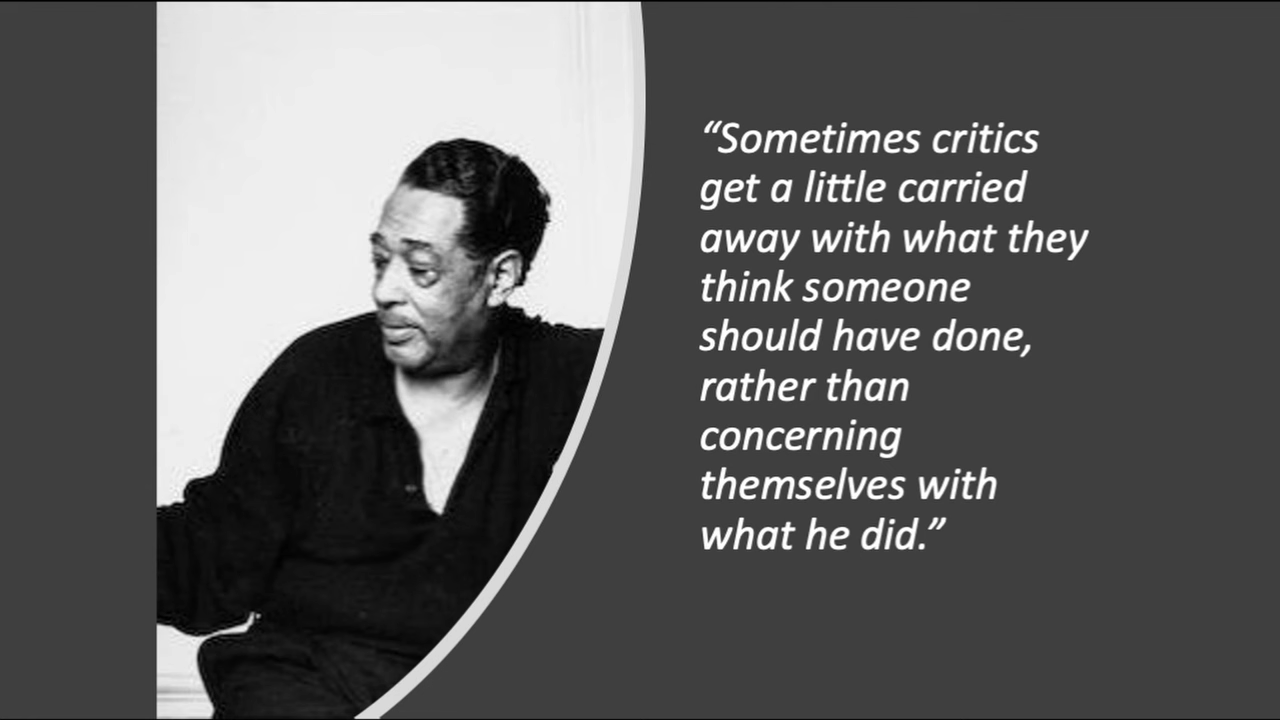 “Sometimes critics
get a little carried
away with what they
think someone
should have done,
rather than
concerning
themselves with
what he did.”